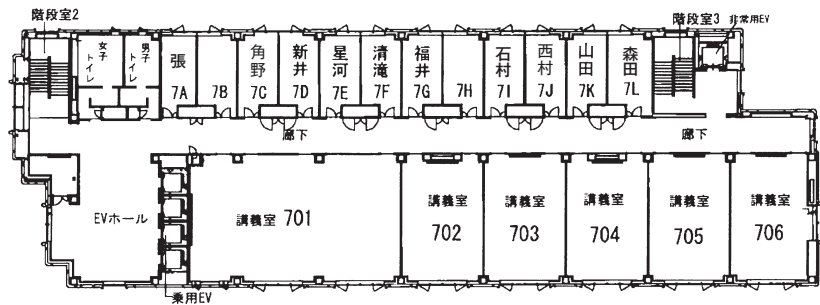 階段室2
階段室3
非常用EV
女子
トイレ
男子
トイレ
張
7A
7B
角野
7C
新井
7D
星河
7E
清滝
7F
福井
7G
7H
石村
7I
西村
7J
山田
7K
森田
7L
廊下
廊下
EVホール
講義室 701
講義室
702
講義室
703
講義室
704
講義室
705
講義室
706
乗用EV